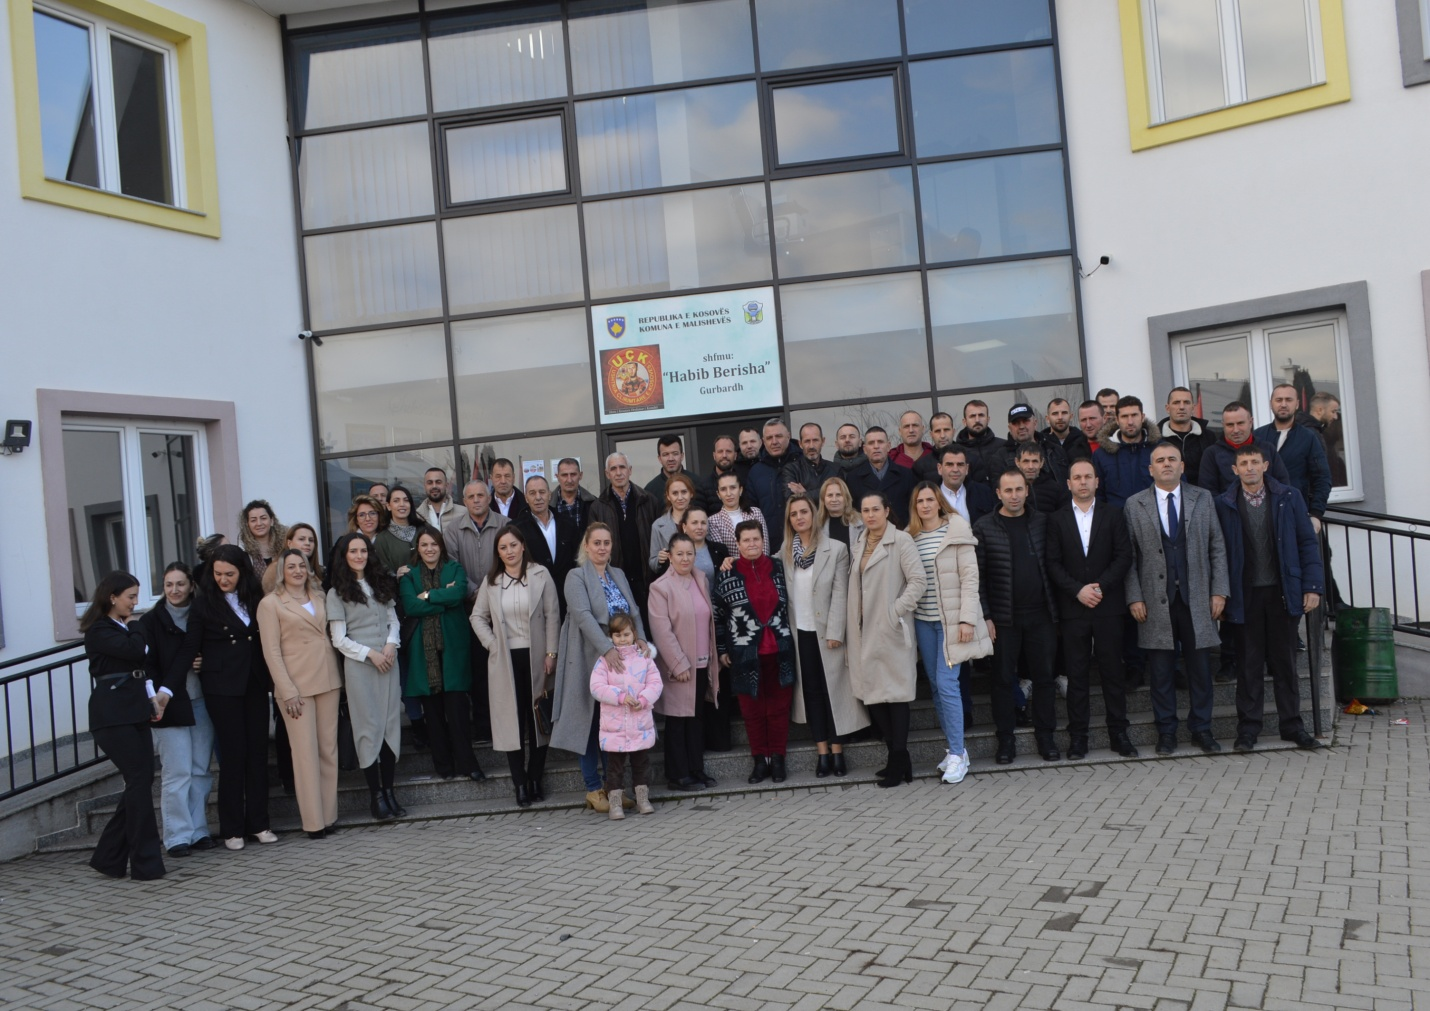 REPUBLIKA E KOSOVËS
KOMUNA E MALISHEVËS
UÇK
shfmu:
"Habib Berisha"
Gurbardh